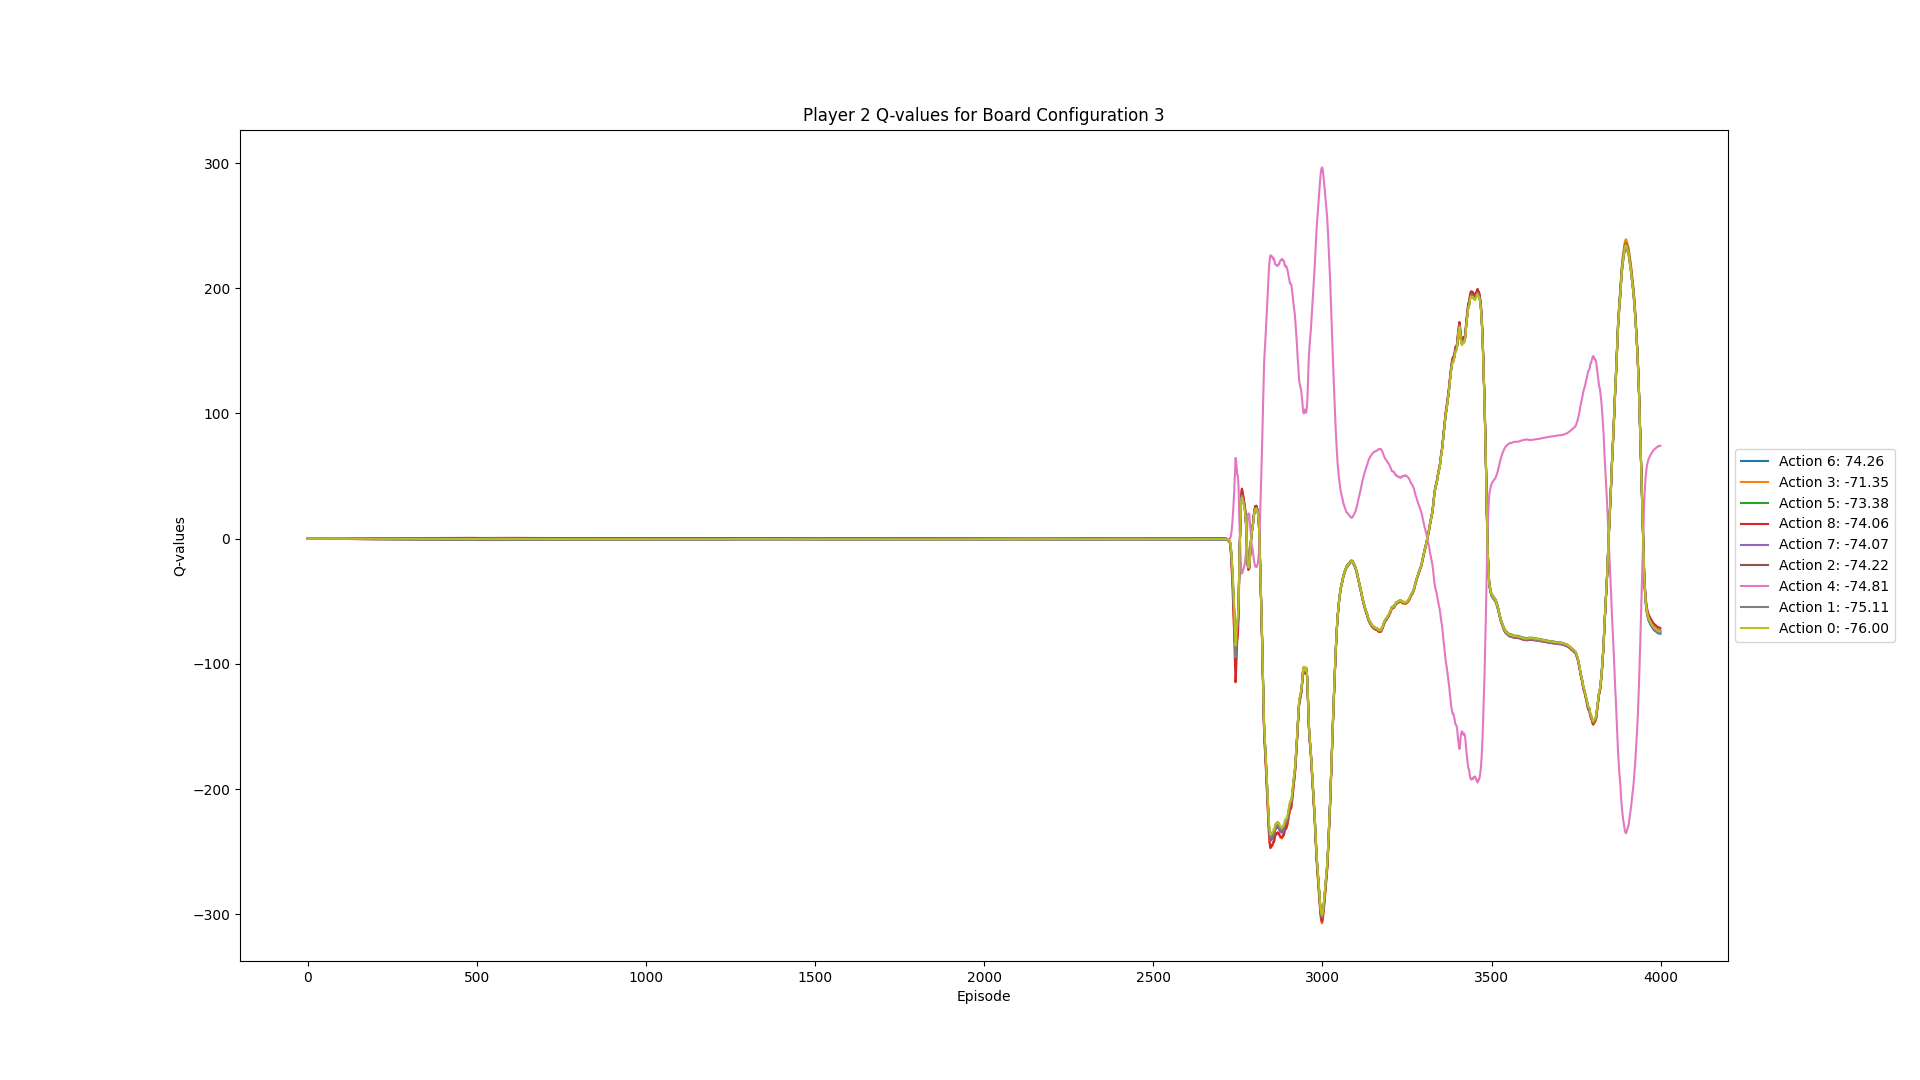 Player 2 Q-values for Board Configuration 3
300
200
100
0
−100
−200
−300
Q-values
0
500
1000
1500
2000
2500
3000
3500
4000
Episode
Action 6: 74.26
Action 3: -71.35
Action 5: -73.38
Action 8: -74.06
Action 7: -74.07
Action 2: -74.22
Action 4: -74.81
Action 1: -75.11
Action 0: -76.00